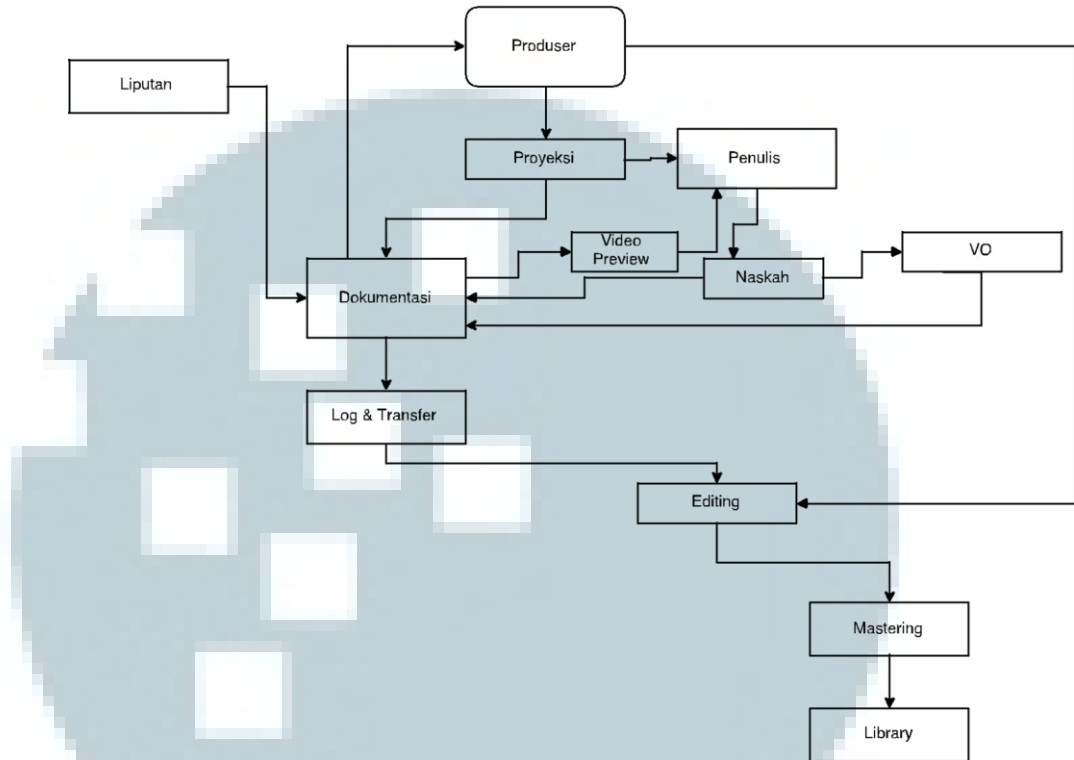 Produser
Liputan
Proyeksi
Penulis
Video
Preview
VO
Naskah
Dokumentasi
Log & Transfer
Editing
Mastering
Library